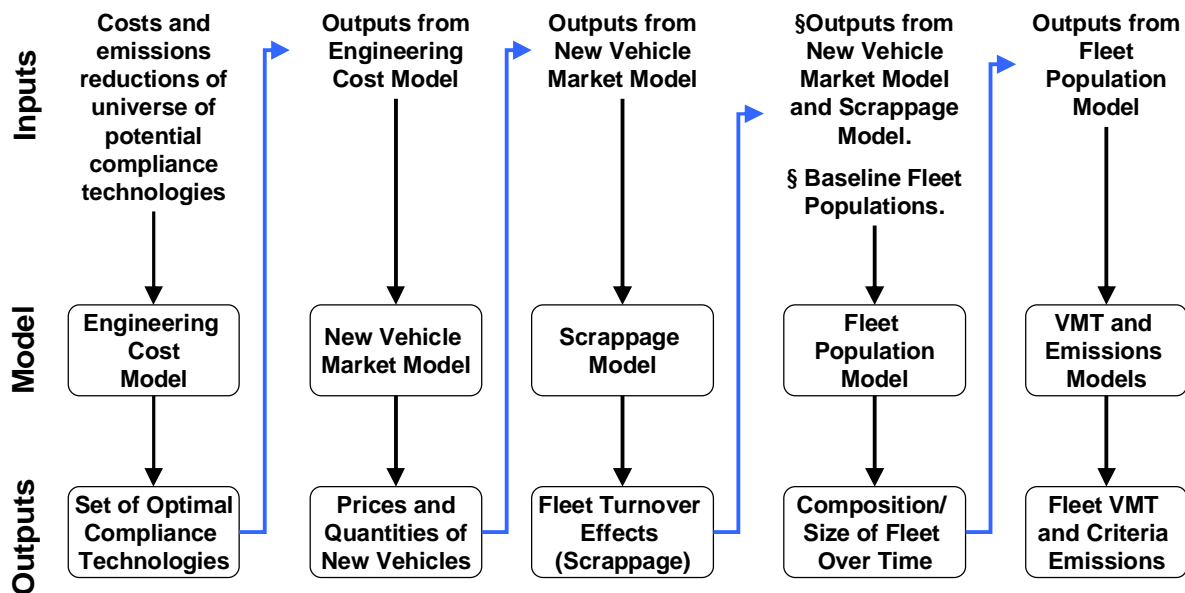 Inputs
Costs and
emissions
reductions of
universe of
potential
compliance
technologies
Outputs from
Engineering
Cost Model
Outputs from
New Vehicle
Market Model
§Outputs from
New Vehicle
Market Model
and Scrappage
Model.
§ Baseline Fleet
Populations.
Outputs from
Fleet
Population
Model
Model
Engineering
Cost
Model
New Vehicle
Market Model
Scrappage
Model
Fleet
Population
Model
VMT and
Emissions
Models
Outputs
Set of Optimal
Compliance
Technologies
Prices and
Quantities of
New Vehicles
Fleet Turnover
Effects
(Scrappage)
Composition/
Size of Fleet
Over Time
Fleet VMT
and Criteria
Emissions